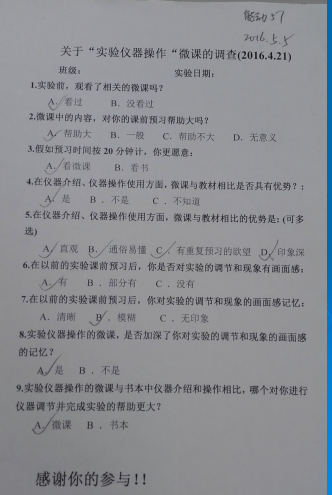 2016.5.5
关于“实验仪器操作“微课的调查(2016.4.21)
班级： 实验日期：
1.实验前，观看了相关的微课吗？
A、看过 B．没看过
2.微课中的内容，对你的课前预习帮助大吗？
A、帮助大 B．一般 C．帮助不大 D．无意义
3.假如预习时间按 20 分钟计，你更愿意：
A、看微课 B．看书
4.在仪器介绍、仪器操作使用方面，微课与教材相比是否具有优势？：
A、是 B．不是 C．不知道
5.在仪器介绍、仪器操作使用方面，微课与教材相比的优势是：(可多
选)
A、直观 B、通俗易懂 C、有重复预习的欲望 D、印象深
6.在以前的实验课前预习后，你是否对实验的调节和现象有画面感：
A、有 B．部分有 C．没有
7.在以前的实验课前预习后，你对实验的调节和现象的画面感记忆：
A．清晰 B、模糊 C．无印象
8.实验仪器操作的微课，是否加深了你对实验的调节和现象的画面感
的记忆？
A、是 B．不是
9.实验仪器操作的微课与书本中仪器介绍和操作相比，哪个对你进行
仪器调节并完成实验的帮助更大？
A、微课 B．书本
感谢你的参与!！